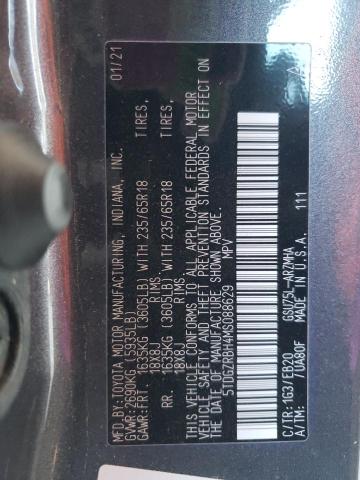 MFD.BY:TOYOTA MOTOR MANUFACTURING, INDIANA, INC. 01/21
GVWR:2690KG (5935LB)
GAWR:FRT. 1635KG (3605LB) WITH 235/65R18 TIRES,
18X8J RIMS
RR. 1635KG (3605LB) WITH 235/65R18 TIRES,
18X8J RIMS
THIS VEHICLE CONFORMS TO ALL APPLICABLE FEDERAL MOTOR
VEHICLE SAFETY AND THEFT PREVENTION STANDARDS IN EFFECT ON
THE DATE OF MANUFACTURE SHOWN ABOVE.
5TDGZRBH4MS088629 MPV
C/TR:1G3/EB20 GSU75L-ARZMHA A
A/TM: /UA80F MADE IN U.S.A. 111